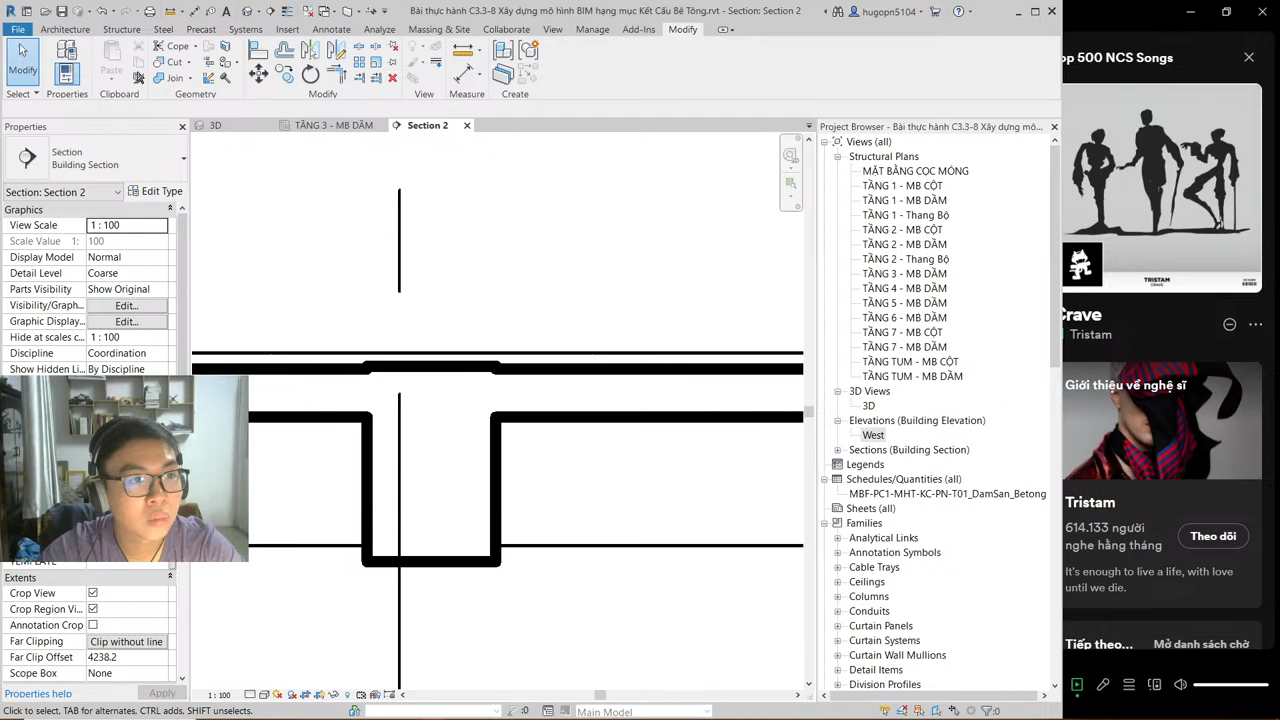 Bài thực hành C3.3-8 Xây dựng mô hình BIM hạng mục Kết Cấu Bê Tông.rvt - Section: Section 2
hugopn5104
File Architecture Structure Steel Precast Systems Insert Annotate Analyze Massing & Site Collaborate View Manage Add-Ins Modify
Modify
Properties
Paste
Cope
Cut
Join
Select Properties Clipboard Geometry Modify View Measure Create
Properties
3D
TẦNG 3 - MB DẦM
Section 2
Section
Building Section
Section: Section 2
Edit Type
Graphics
View Scale 1 : 100
Scale Value 1: 100
Display Model Normal
Detail Level Coarse
Parts Visibility Show Original
Visibility/Graph... Edit...
Graphic Display... Edit...
Hide at scales c... 1 : 100
Discipline Coordination
Show Hidden Li... By Discipline
Extents
Crop View
Crop Region Vi...
Annotation Crop
Far Clipping Clip without line
Far Clip Offset 4238.2
Scope Box None
Properties help
Apply
1 : 100
Click to select, TAB for alternates, CTRL adds, SHIFT unselects.
:0
Main Model
:0
Project Browser - Bài thực hành C3.3-8 Xây dựng mô...
Views (all)
Structural Plans
MẶT BẰNG CỌC MÓNG
TẦNG 1 - MB CỘT
TẦNG 1 - MB DẦM
TẦNG 1 - Thang Bộ
TẦNG 2 - MB CỘT
TẦNG 2 - MB DẦM
TẦNG 2 - Thang Bộ
TẦNG 3 - MB DẦM
TẦNG 4 - MB DẦM
TẦNG 5 - MB DẦM
TẦNG 6 - MB DẦM
TẦNG 7 - MB CỘT
TẦNG 7 - MB DẦM
TẦNG TUM - MB CỘT
TẦNG TUM - MB DẦM
3D Views
3D
Elevations (Building Elevation)
West
Sections (Building Section)
Legends
Schedules/Quantities (all)
MBF-PC1-MHT-KC-PN-T01_DamSan_Betong
Sheets (all)
Families
Analytical Links
Annotation Symbols
Cable Trays
Ceilings
Columns
Conduits
Curtain Panels
Curtain Systems
Curtain Wall Mullions
Detail Items
Division Profiles
op 500 NCS Songs
TRISTAM
CRAVE
Crave
Tristam
Giới thiệu về nghệ sĩ
Tristam
614.133 người
nghe hằng tháng
Theo dõi
It's enough to live a life, with love
until we die.
Tiếp theo...
Mở danh sách chờ